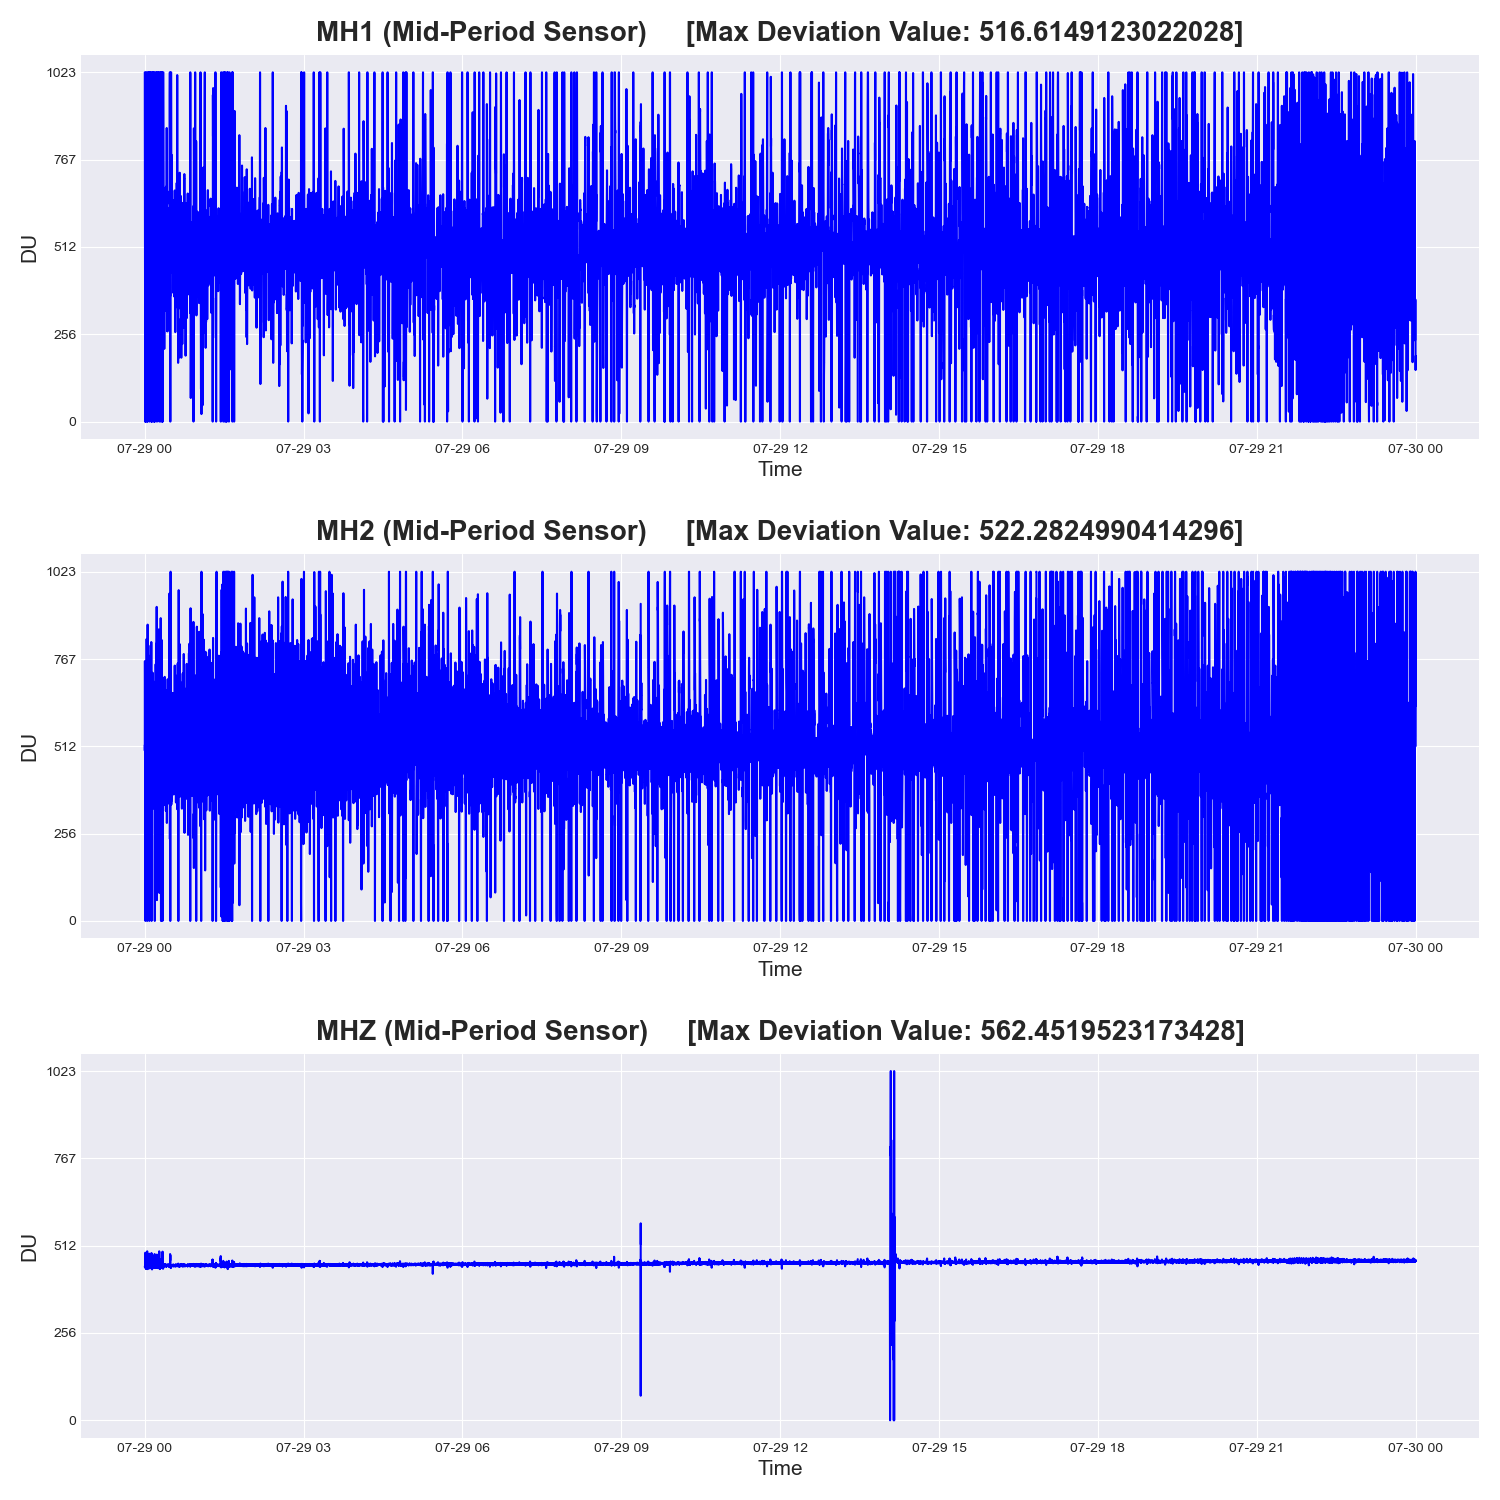 MH1 (Mid-Period Sensor)     [Max Deviation Value: 516.6149123022028]
1023
767
512
256
0
DU
07-29 00 07-29 03 07-29 06 07-29 09 07-29 12 07-29 15 07-29 18 07-29 21 07-30 00
Time
MH2 (Mid-Period Sensor)     [Max Deviation Value: 522.2824990414296]
1023
767
512
256
0
DU
07-29 00 07-29 03 07-29 06 07-29 09 07-29 12 07-29 15 07-29 18 07-29 21 07-30 00
Time
MHZ (Mid-Period Sensor)     [Max Deviation Value: 562.4519523173428]
1023
767
512
256
0
DU
07-29 00 07-29 03 07-29 06 07-29 09 07-29 12 07-29 15 07-29 18 07-29 21 07-30 00
Time